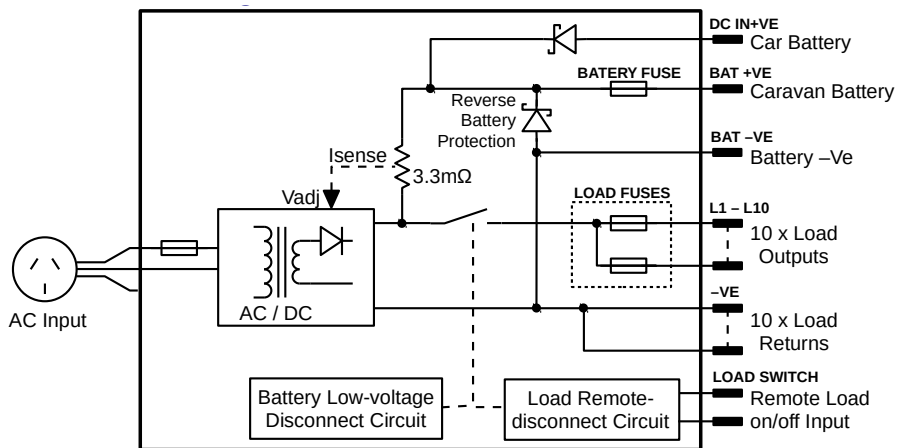 DC IN+VE
Car Battery
BATERY FUSE
BAT +VE
Caravan Battery
Reverse
Battery
Protection
BAT –VE
Battery –Ve
Isense
3.3mΩ
Vadj
LOAD FUSES
L1 – L10
10 x Load
Outputs
AC Input
AC / DC
–VE
10 x Load
Returns
LOAD SWITCH
Remote Load
on/off Input
Battery Low-voltage
Disconnect Circuit
Load Remote-
disconnect Circuit